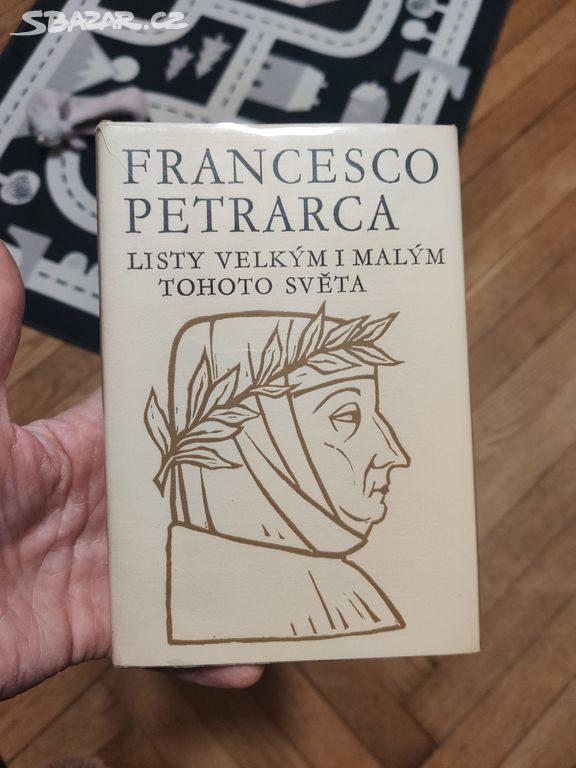 SBAZAR.CZ
FRANCESCO
PETRARCA
LISTY VELKÝM I MALÝM
TOHOTO SVĚTA